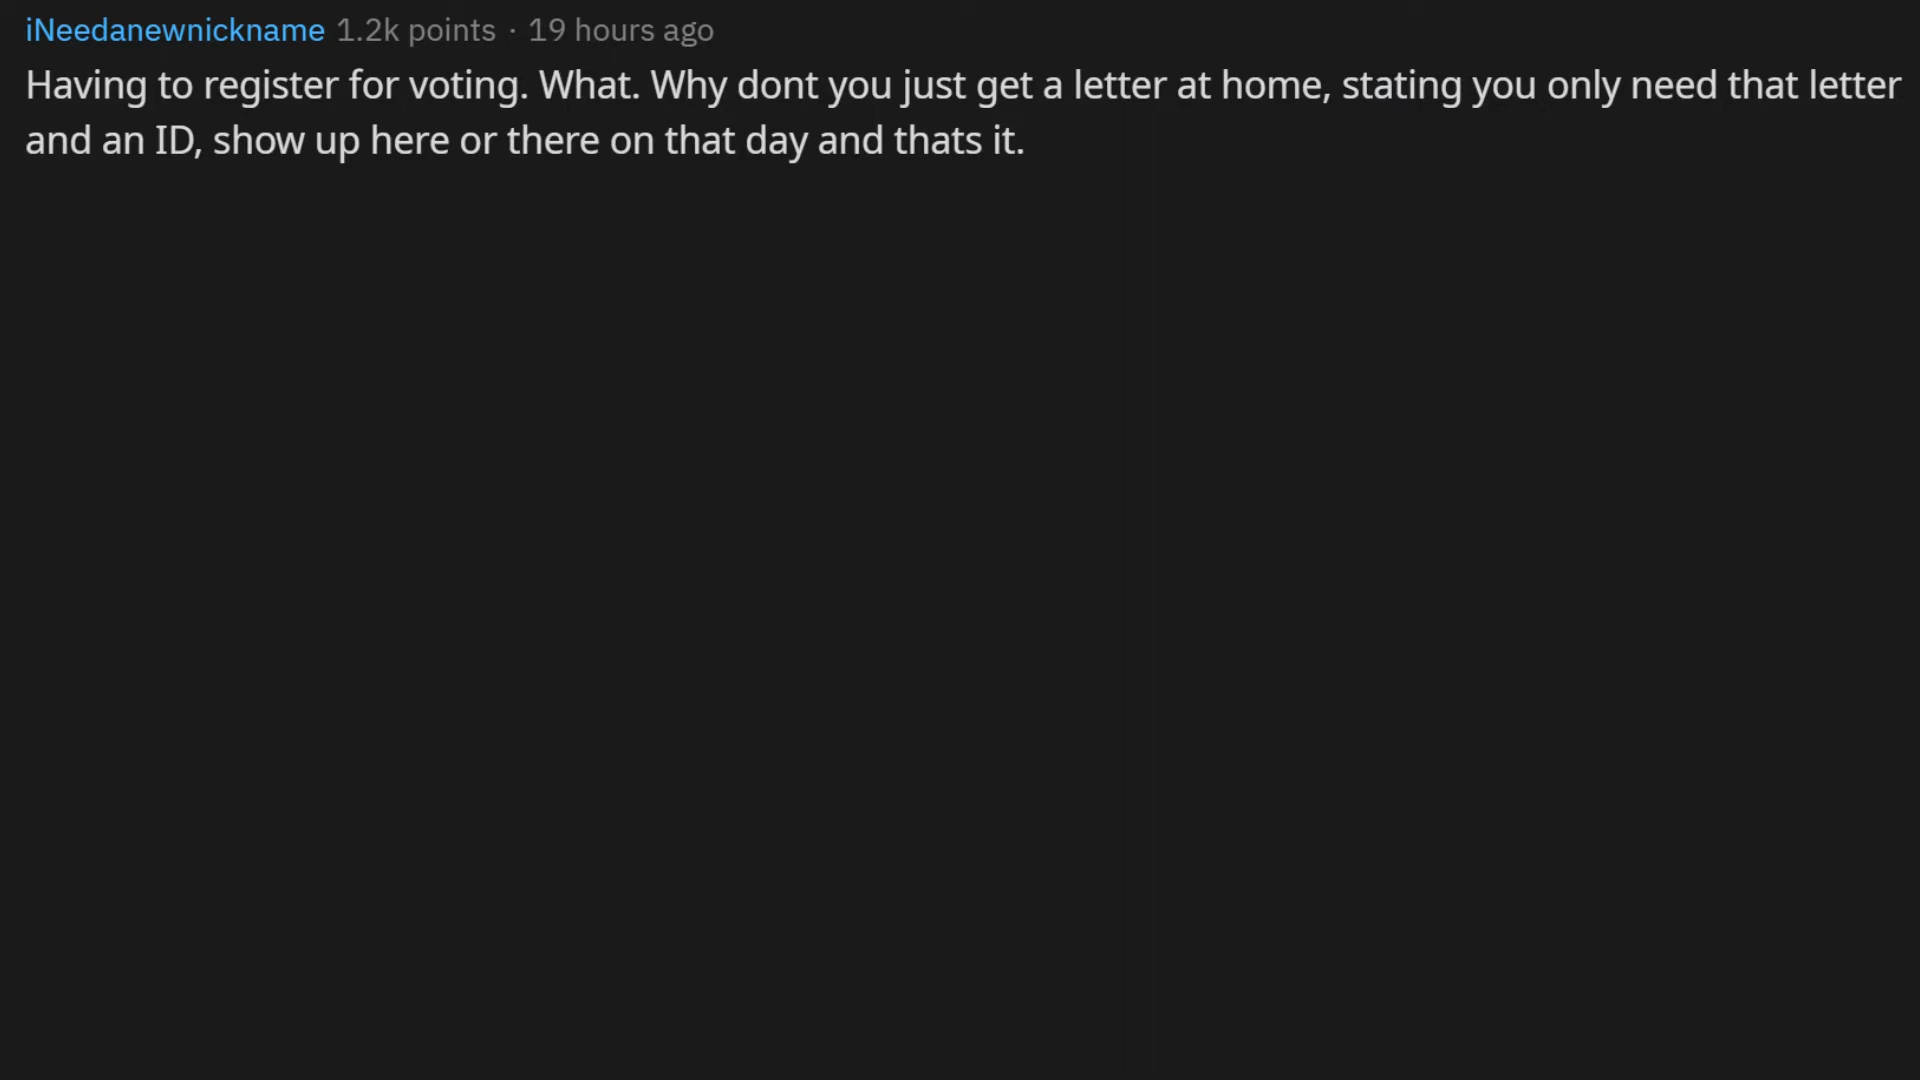 iNeedanewnickname 1.2k points · 19 hours ago
Having to register for voting. What. Why dont you just get a letter at home, stating you only need that letter
and an ID, show up here or there on that day and thats it.